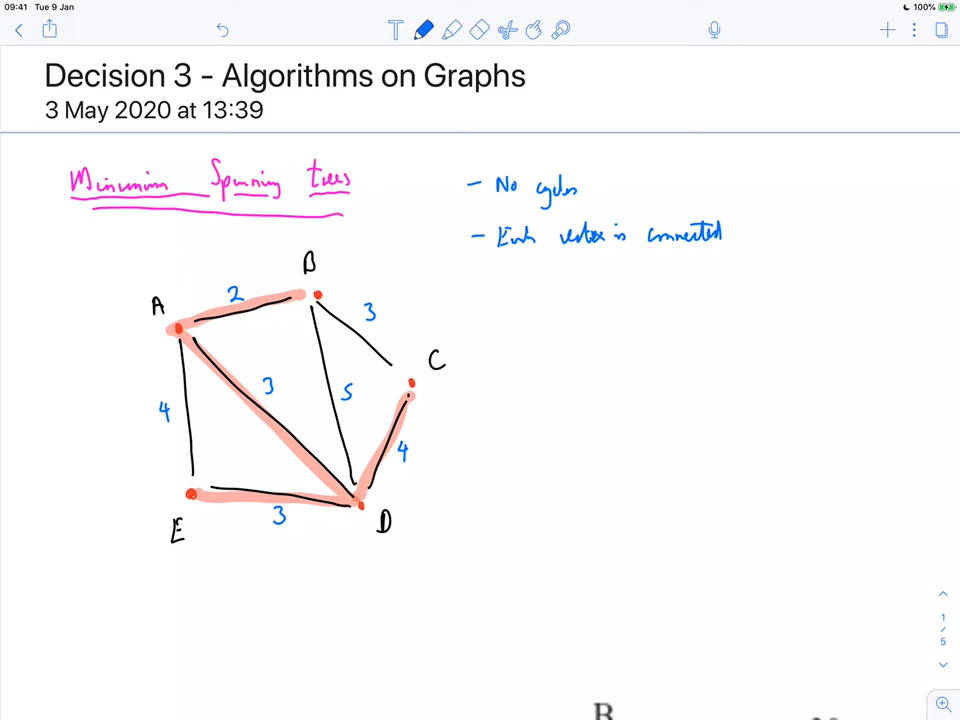 09:41 Tue 9 Jan
100%
Decision 3 - Algorithms on Graphs
3 May 2020 at 13:39
Minimum Spanning trees
- No cycles
- Each vertex is connected
B
A
2
3
C
3
5
4
4
3
D
E
1
/
5
B